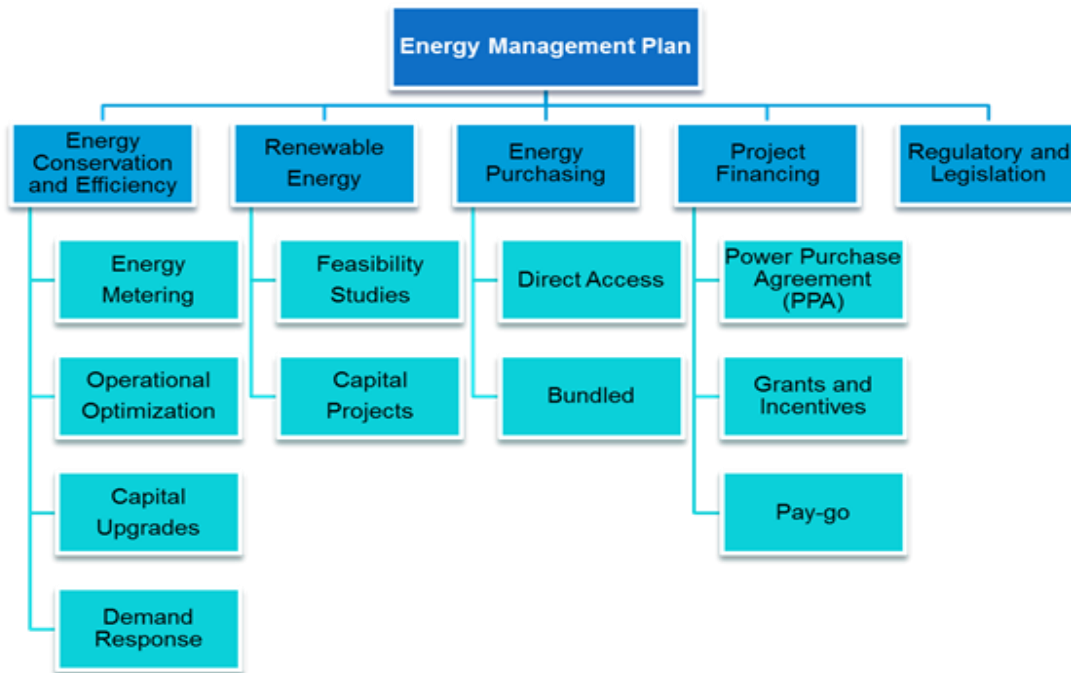 Energy Management Plan
Energy
Conservation
and Efficiency
Renewable
Energy
Energy
Purchasing
Project
Financing
Regulatory and
Legislation
Energy
Metering
Operational
Optimization
Capital
Upgrades
Demand
Response
Feasibility
Studies
Capital
Projects
Direct Access
Bundled
Power Purchase
Agreement
(PPA)
Grants and
Incentives
Pay-go